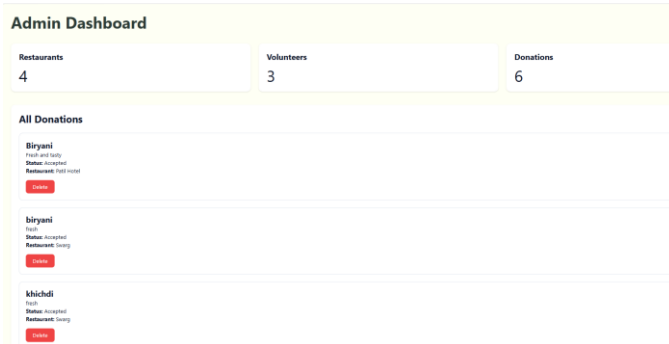 Admin Dashboard
Restaurants
4
Volunteers
3
Donations
6
All Donations
Biryani
Fresh and tasty
Status: Accepted
Restaurant: Patil Hotel
Delete
biryani
fresh
Status: Accepted
Restaurant: Swarg
Delete
khichdi
fresh
Status: Accepted
Restaurant: Swarg
Delete